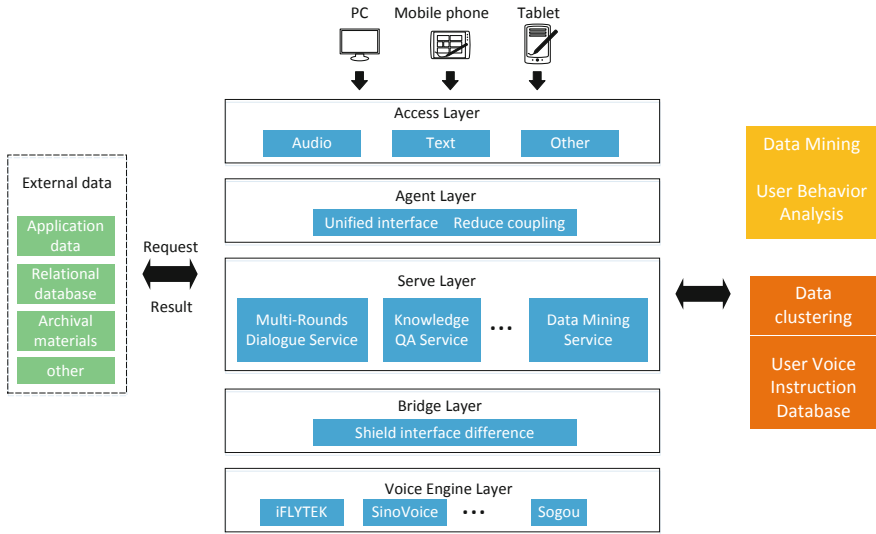 PC
Mobile phone
Tablet
Access Layer
Audio
Text
Other
Agent Layer
Unified interface Reduce coupling
Serve Layer
Multi-Rounds
Dialogue Service
Knowledge
QA Service
...
Data Mining
Service
Bridge Layer
Shield interface difference
Voice Engine Layer
iFLYTEK
SinoVoice
...
Sogou
External data
Application
data
Relational
database
Archival
materials
other
Request
Result
Data Mining
User Behavior
Analysis
Data
clustering
User Voice
Instruction
Database